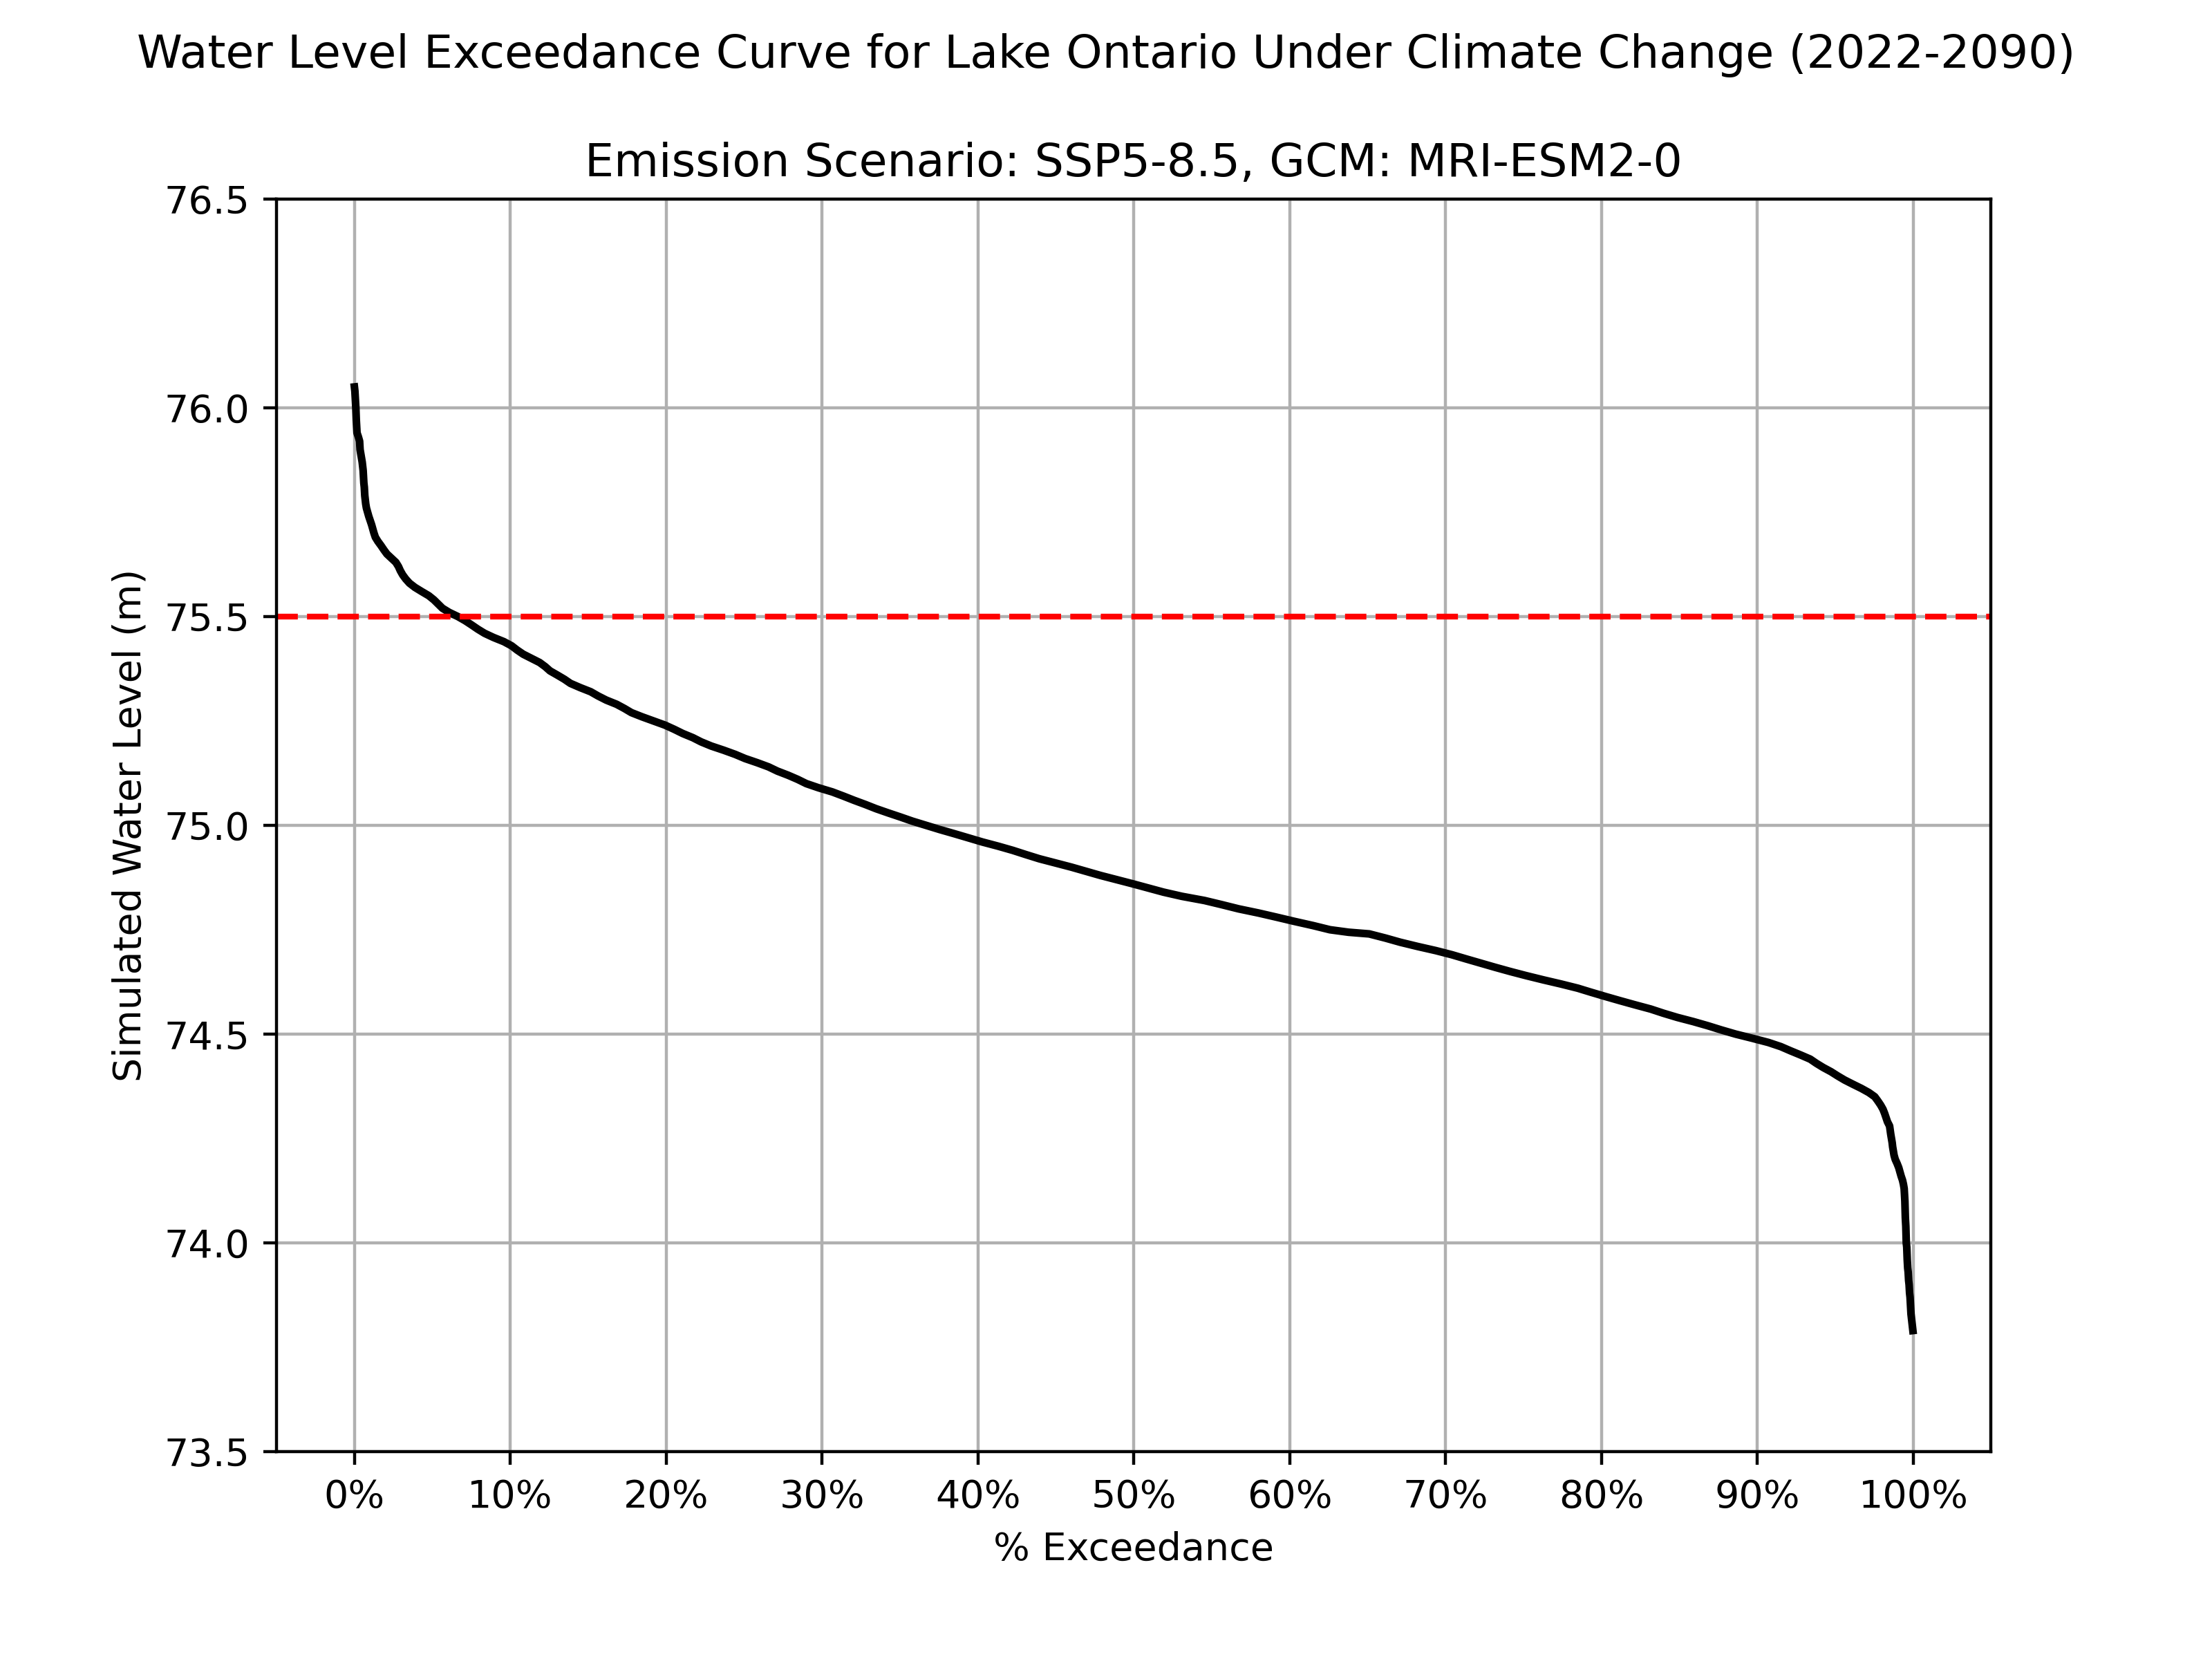 Water Level Exceedance Curve for Lake Ontario Under Climate Change (2022-2090)
Emission Scenario: SSP5-8.5, GCM: MRI-ESM2-0
76.5
76.0
75.5
75.0
74.5
74.0
73.5
Simulated Water Level (m)
0% 10% 20% 30% 40% 50% 60% 70% 80% 90% 100%
% Exceedance